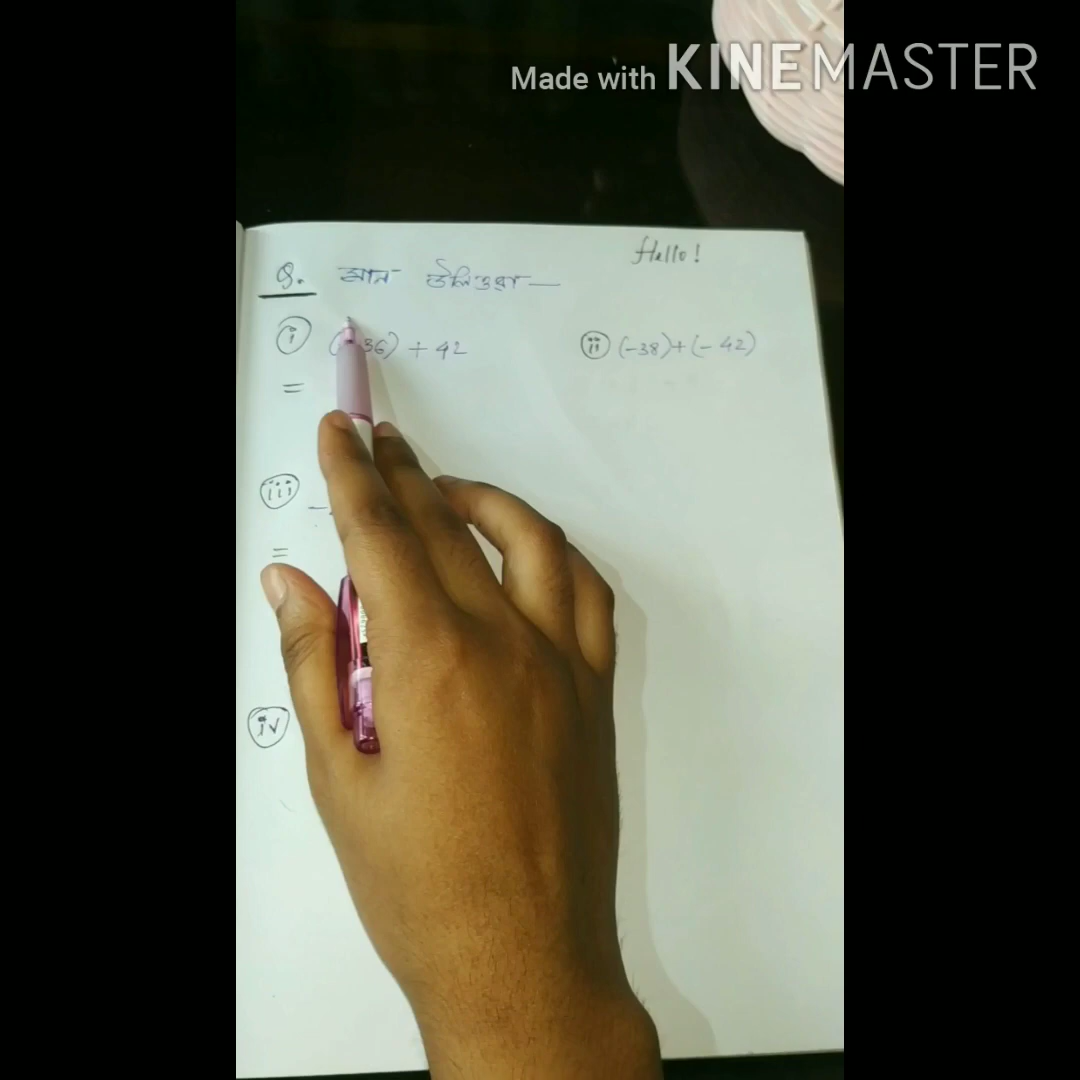 Made with KINEMASTER
Hello!
Q. মান উলিওৱা —
i 36) + 42
ii (-38)+(- 42)
=
iii -
=
iv